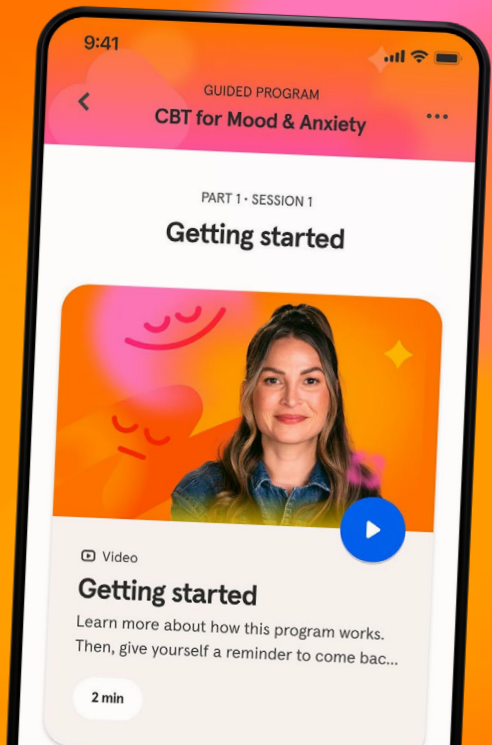 9:41
GUIDED PROGRAM
CBT for Mood & Anxiety
PART 1 • SESSION 1
Getting started
Video
Getting started
Learn more about how this program works.
Then, give yourself a reminder to come bac...
2 min